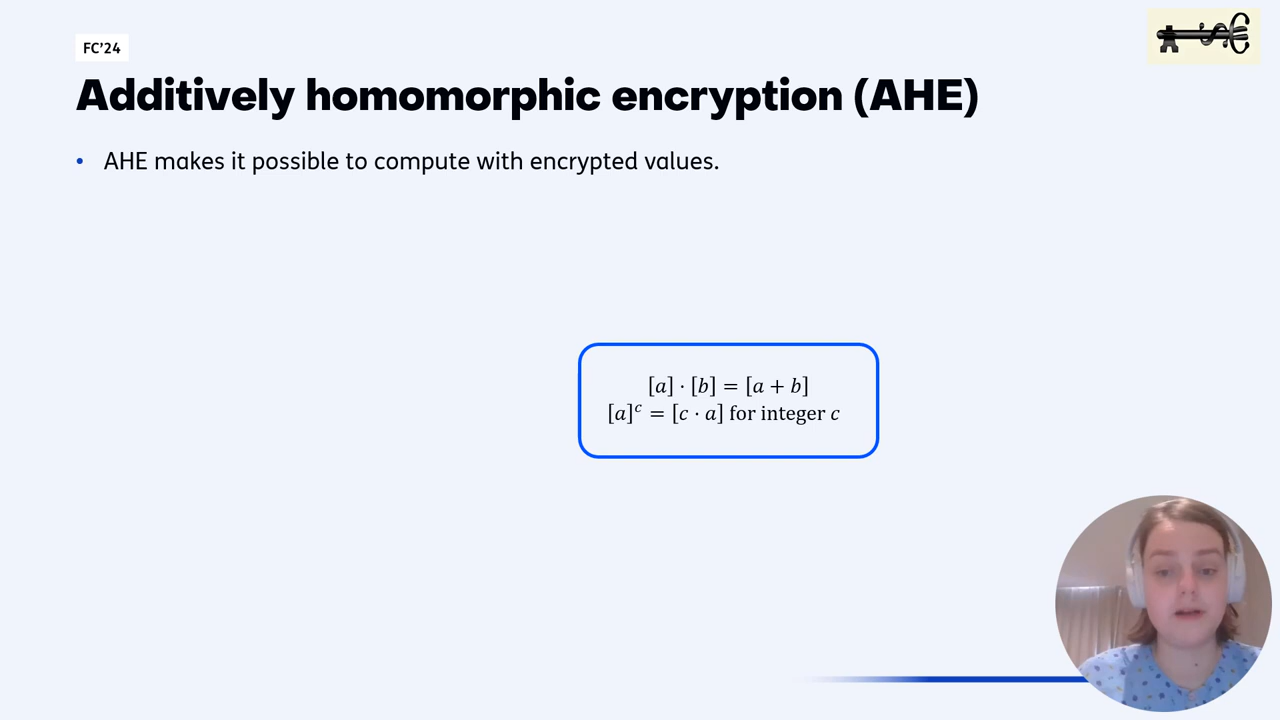 FC’24
Additively homomorphic encryption (AHE)
• AHE makes it possible to compute with encrypted values.
[a] · [b] = [a + b]
[a]^c = [c · a] for integer c